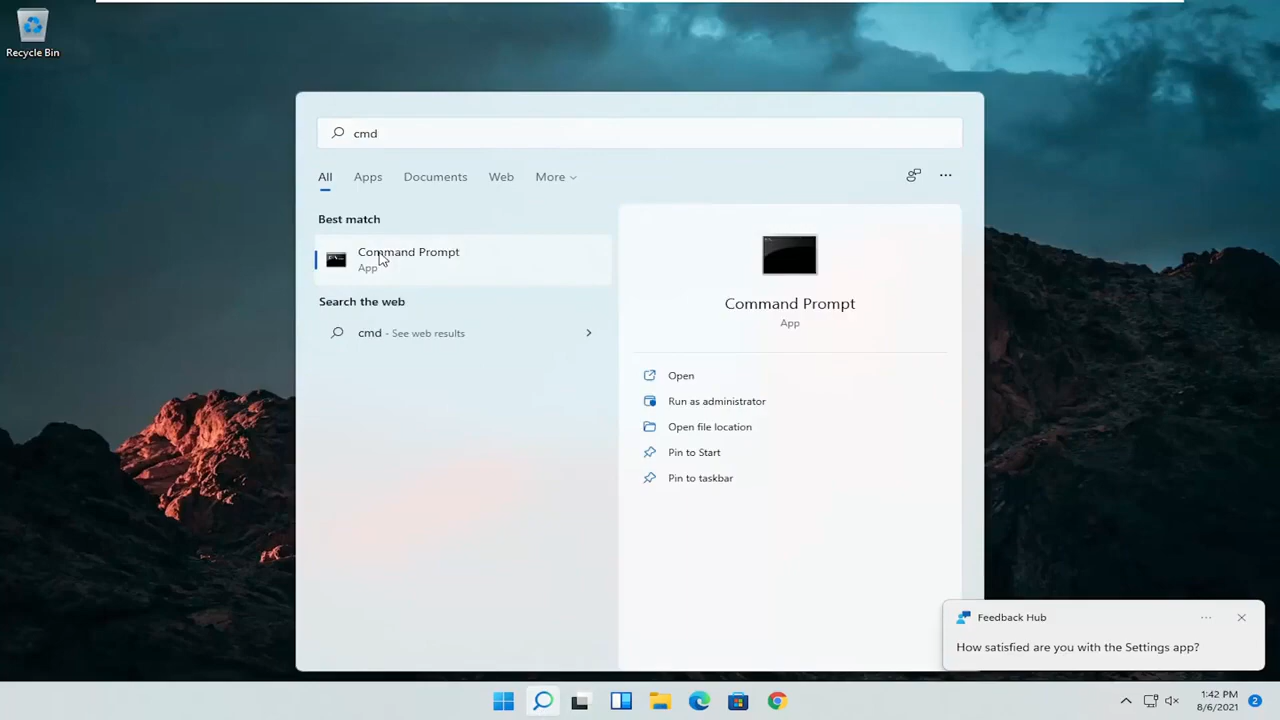 Recycle Bin
cmd
All Apps Documents Web More
Best match
Command Prompt
App
Search the web
cmd - See web results
Command Prompt
App
Open
Run as administrator
Open file location
Pin to Start
Pin to taskbar
Feedback Hub
How satisfied are you with the Settings app?
1:42 PM
8/6/2021
2